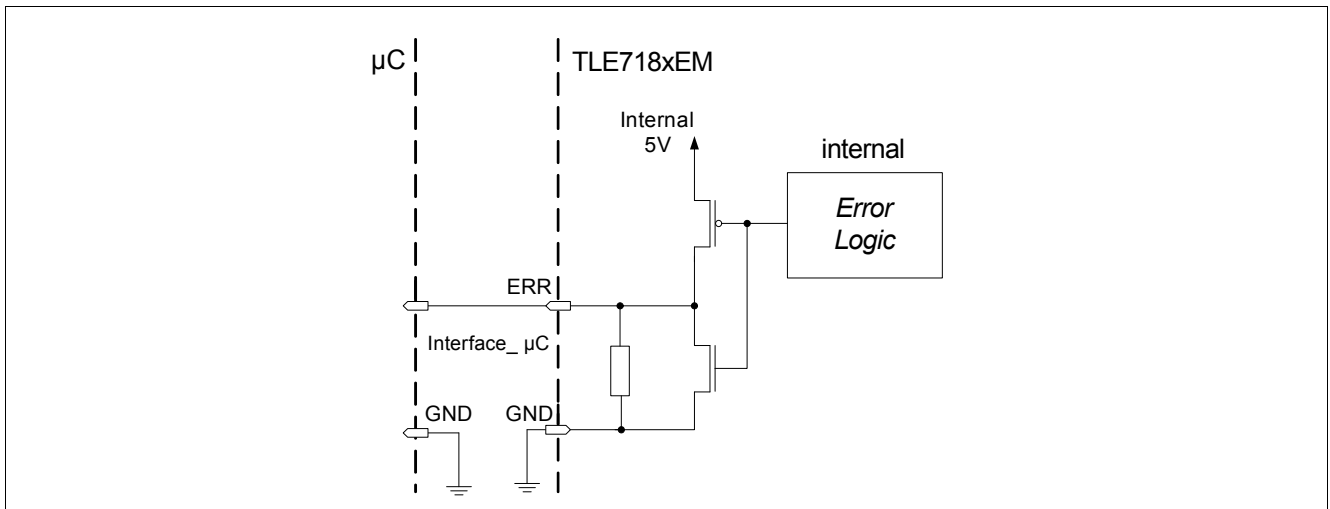 µC
TLE718xEM
Internal
5V
internal
Error
Logic
ERR
Interface_ µC
GND
GND